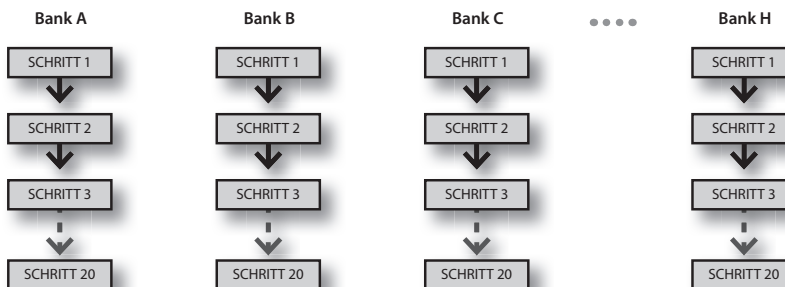 Bank A Bank B Bank C Bank H
SCHRITT 1 SCHRITT 1 SCHRITT 1 SCHRITT 1
SCHRITT 2 SCHRITT 2 SCHRITT 2 SCHRITT 2
SCHRITT 3 SCHRITT 3 SCHRITT 3 SCHRITT 3
SCHRITT 20 SCHRITT 20 SCHRITT 20 SCHRITT 20